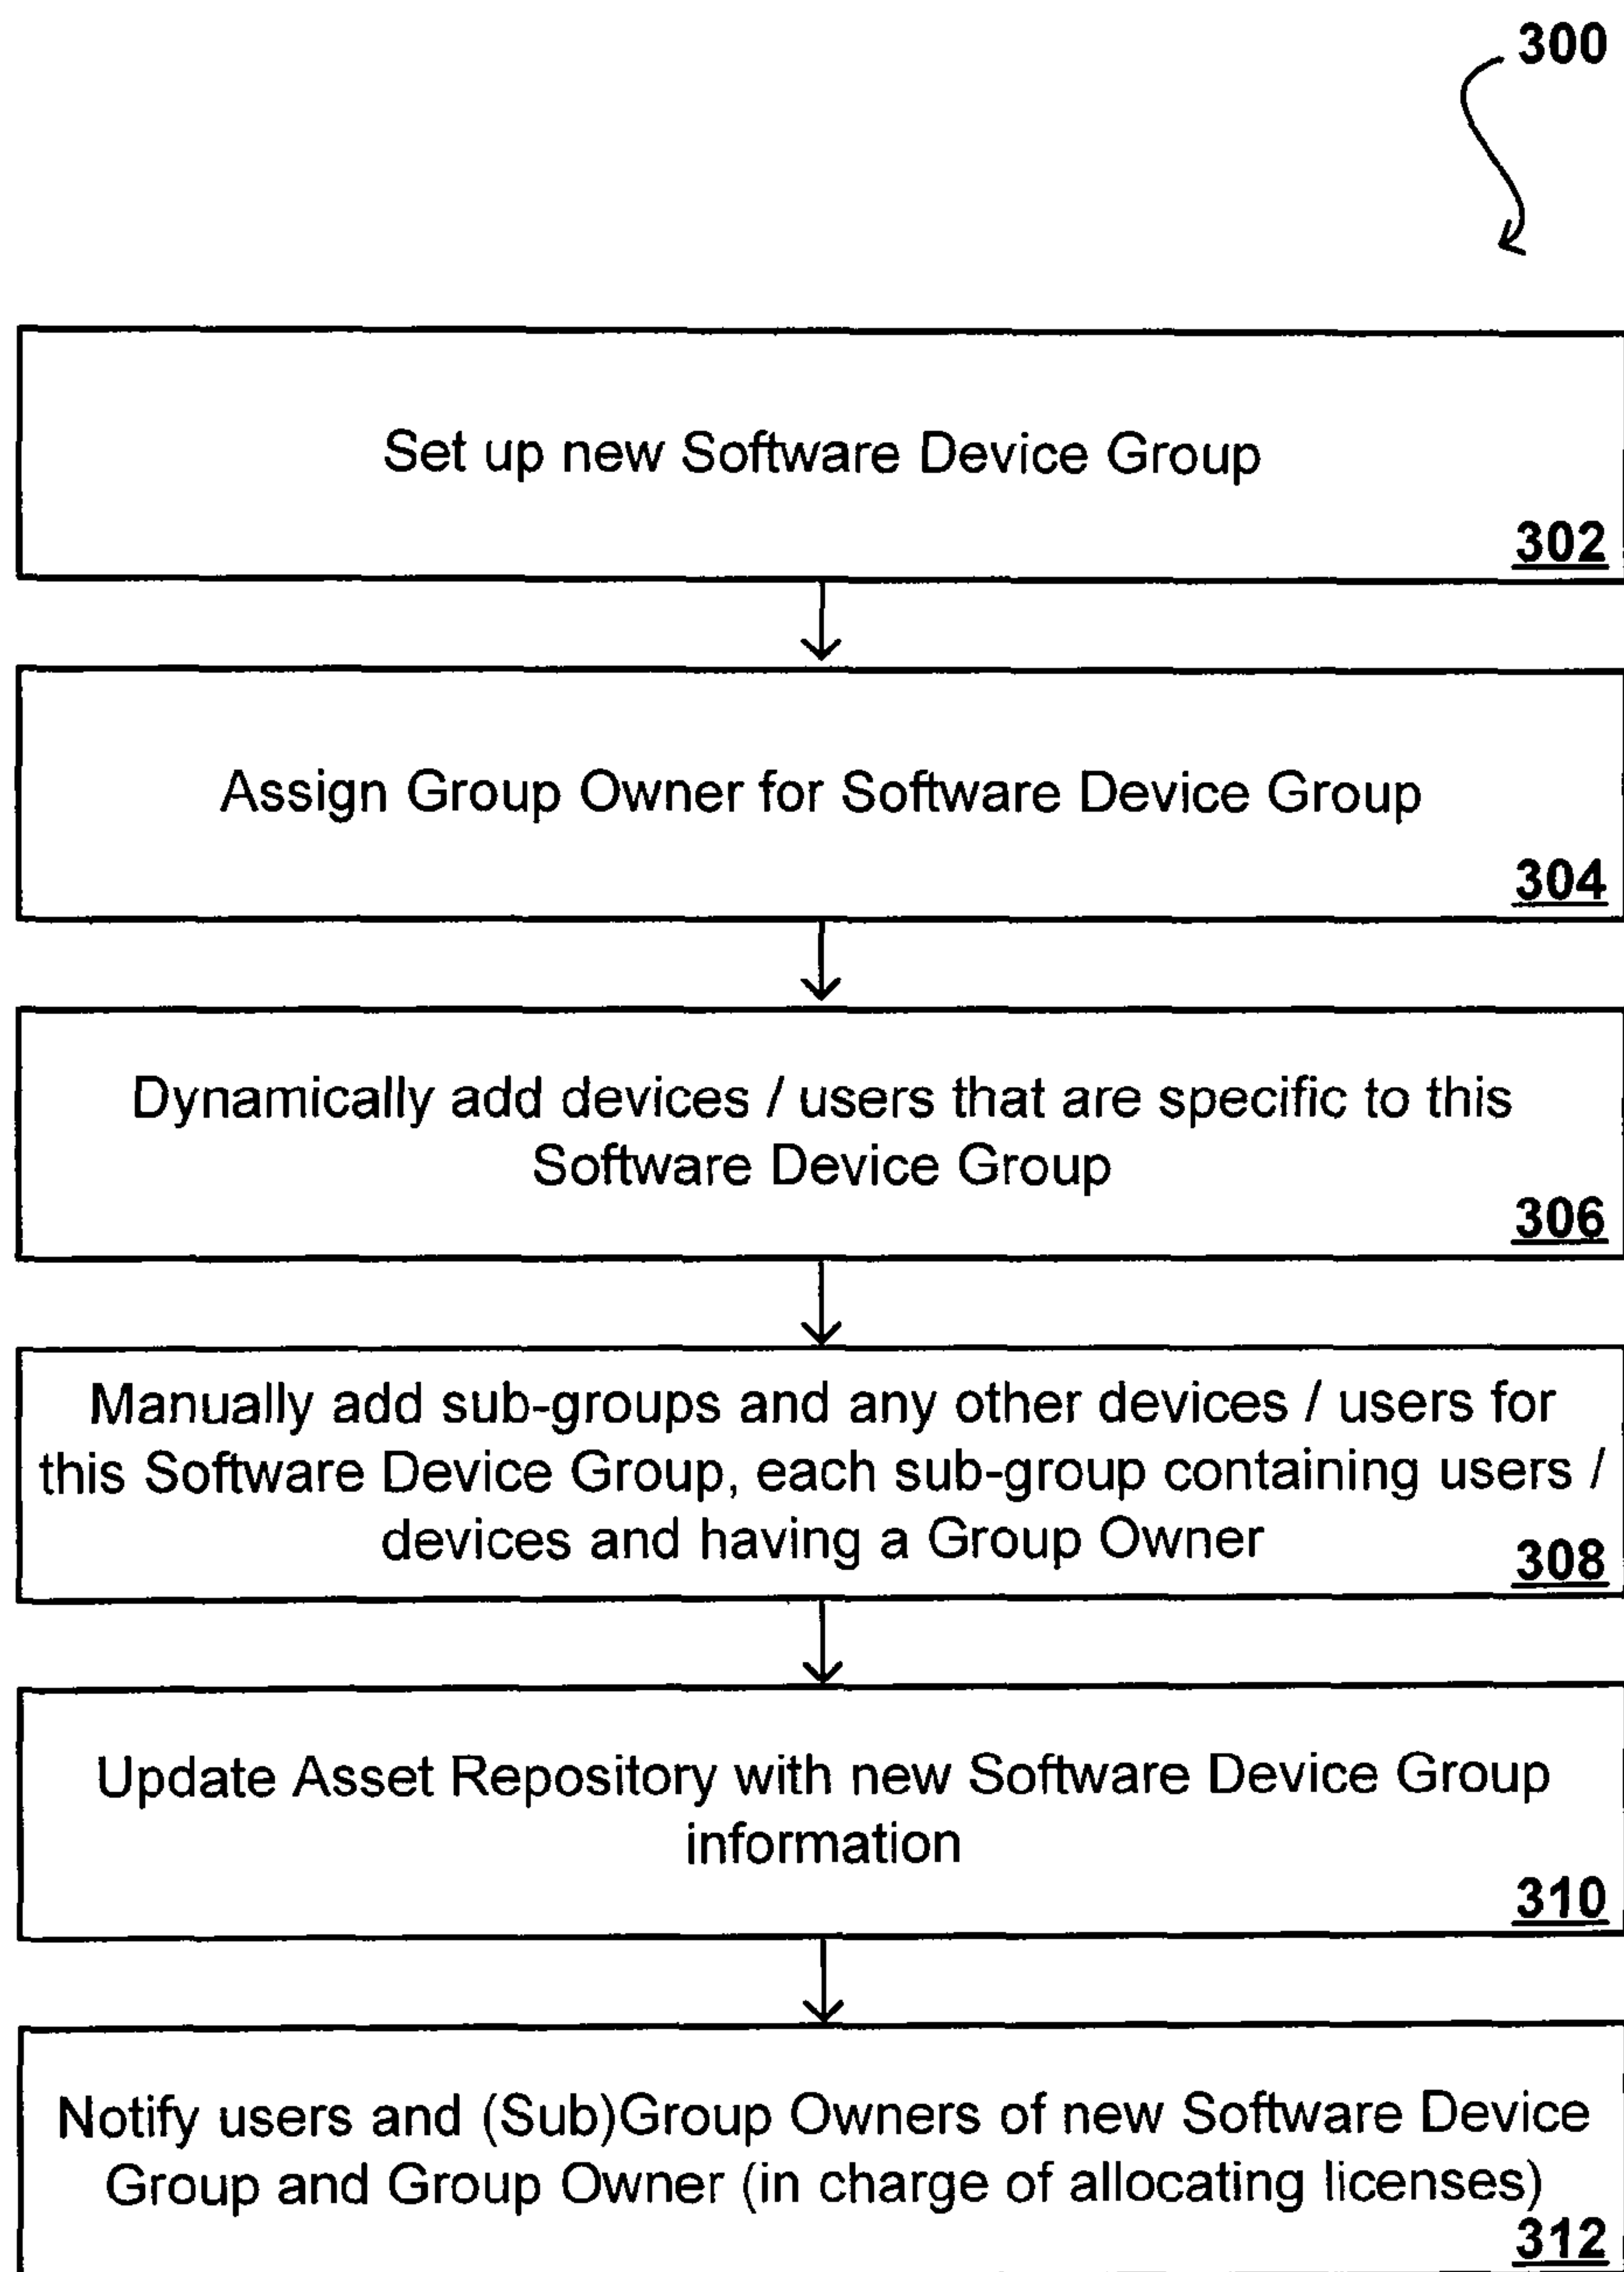 300
Set up new Software Device Group
302
Assign Group Owner for Software Device Group
304
Dynamically add devices / users that are specific to this
Software Device Group
306
Manually add sub-groups and any other devices / users for
this Software Device Group, each sub-group containing users /
devices and having a Group Owner
308
Update Asset Repository with new Software Device Group
information
310
Notify users and (Sub)Group Owners of new Software Device
Group and Group Owner (in charge of allocating licenses)
312